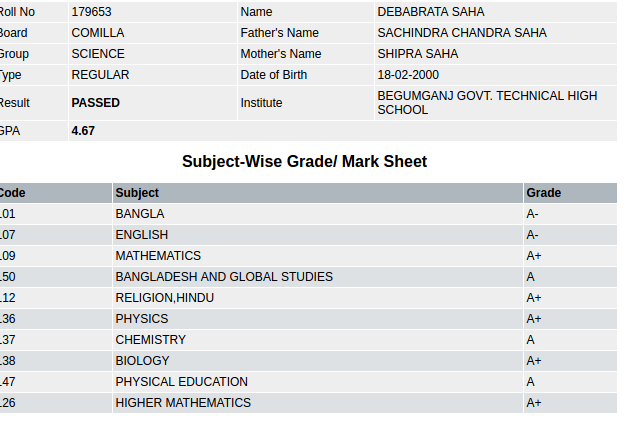 Roll No 179653 Name DEBABRATA SAHA
Board COMILLA Father's Name SACHINDRA CHANDRA SAHA
Group SCIENCE Mother's Name SHIPRA SAHA
Type REGULAR Date of Birth 18-02-2000
Result PASSED Institute BEGUMGANJ GOVT. TECHNICAL HIGH
SCHOOL
GPA 4.67
Subject-Wise Grade/ Mark Sheet
Code Subject Grade
101 BANGLA A-
107 ENGLISH A-
109 MATHEMATICS A+
150 BANGLADESH AND GLOBAL STUDIES A
112 RELIGION,HINDU A+
136 PHYSICS A+
137 CHEMISTRY A
138 BIOLOGY A+
147 PHYSICAL EDUCATION A
126 HIGHER MATHEMATICS A+